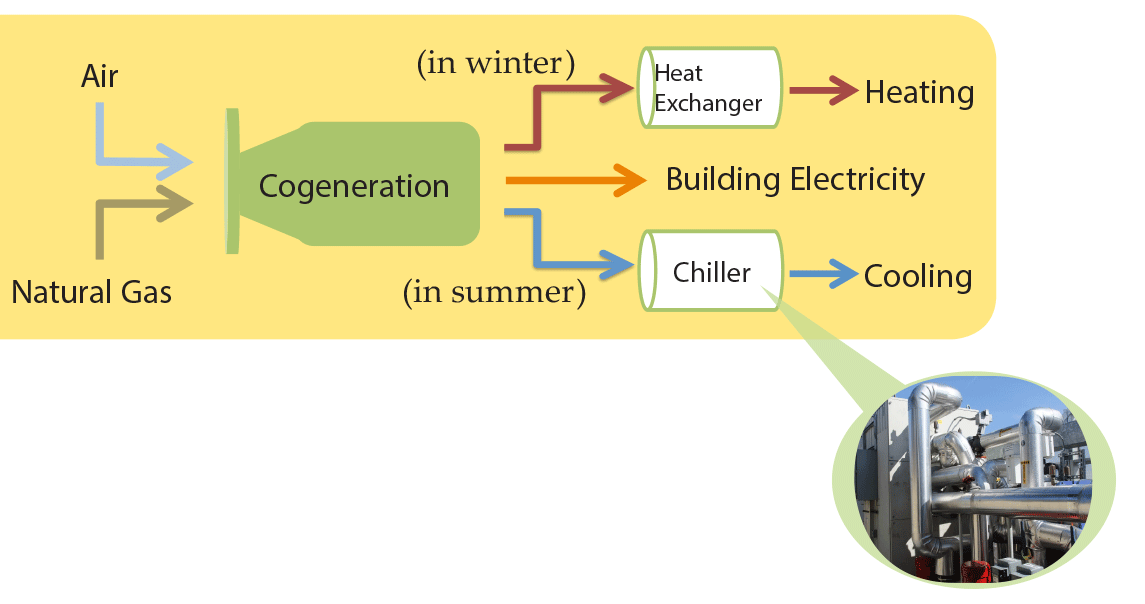 Air
Natural Gas
Cogeneration
(in winter)
Heat
Exchanger
Heating
Building Electricity
(in summer)
Chiller
Cooling